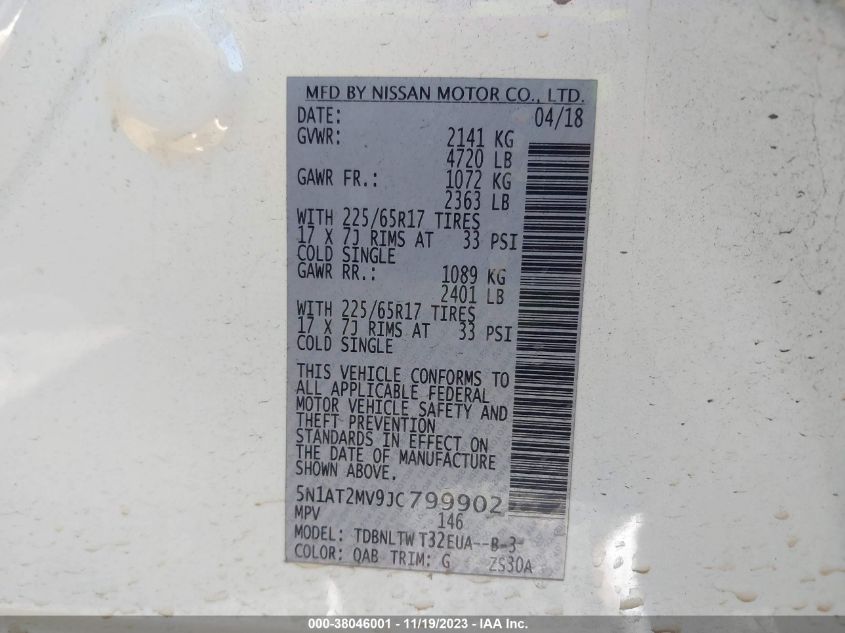 MFD BY NISSAN MOTOR CO., LTD.
DATE: 04/18
GVWR: 2141 KG
4720 LB
GAWR FR.: 1072 KG
2363 LB
WITH 225/65R17 TIRES
17 X 7J RIMS AT 33 PSI
COLD SINGLE
GAWR RR.: 1089 KG
2401 LB
WITH 225/65R17 TIRES
17 X 7J RIMS AT 33 PSI
COLD SINGLE
THIS VEHICLE CONFORMS TO
ALL APPLICABLE FEDERAL
MOTOR VEHICLE SAFETY AND
THEFT PREVENTION
STANDARDS IN EFFECT ON
THE DATE OF MANUFACTURE
SHOWN ABOVE.
5N1AT2MV9JC799902
MPV 146
MODEL: TDBNLTW T32EUA--B-3-
COLOR: QAB TRIM: G ZS30A
000-38046001 - 11/19/2023 - IAA Inc.